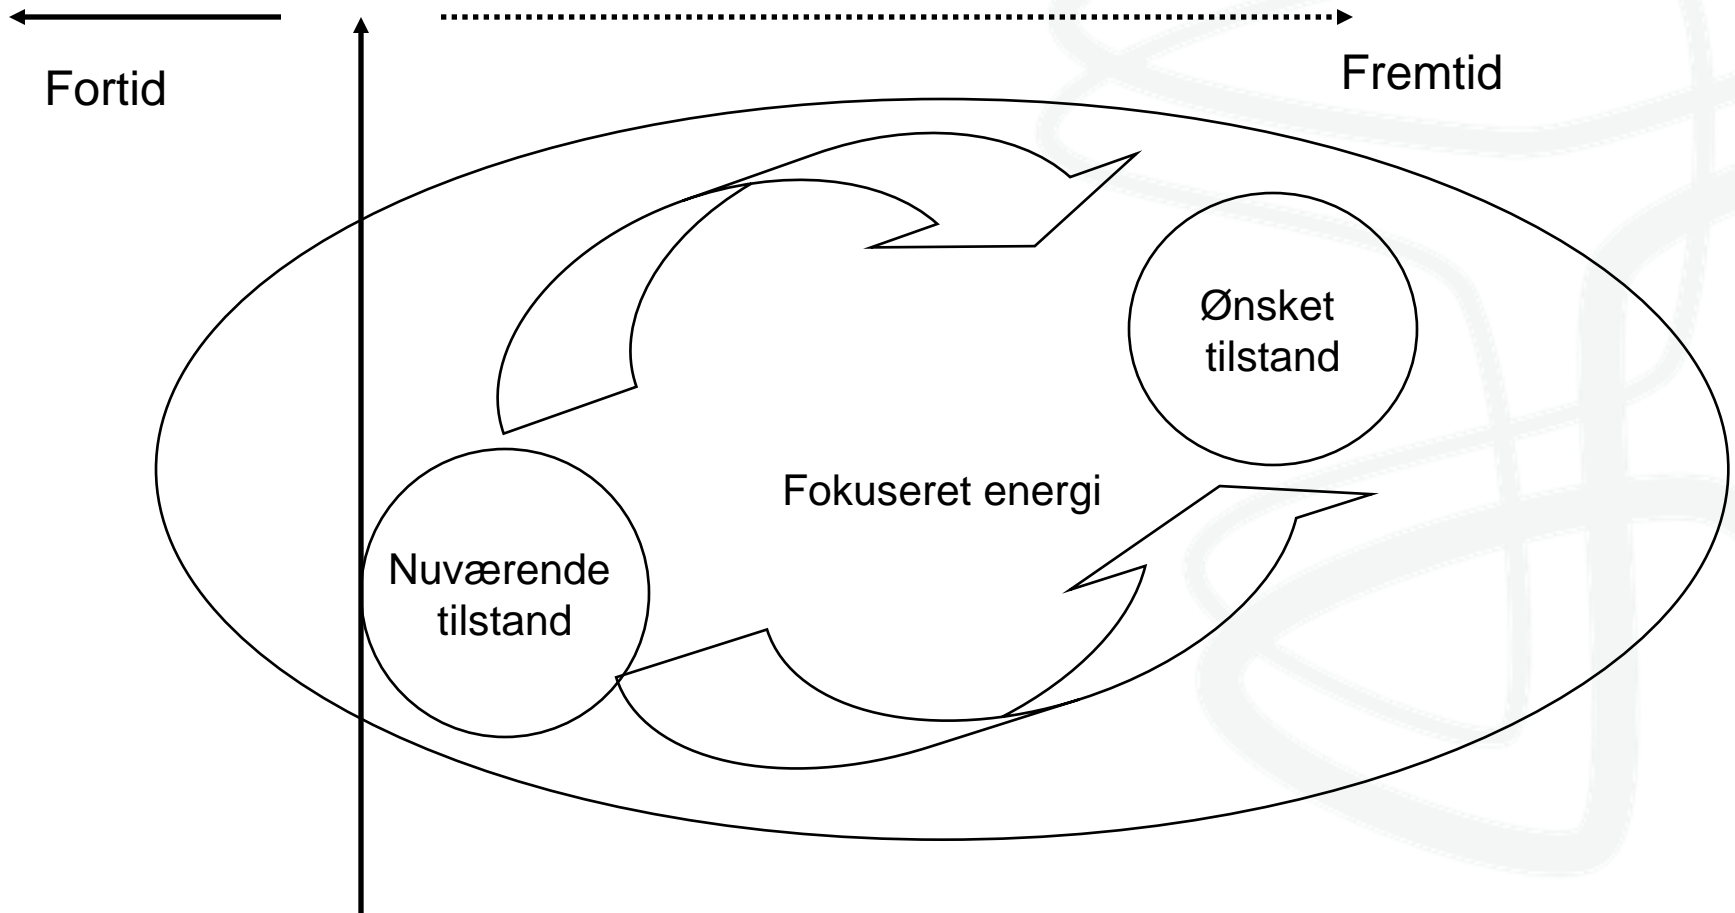 Fortid
Fremtid
Ønsket
tilstand
Fokuseret energi
Nuværende
tilstand